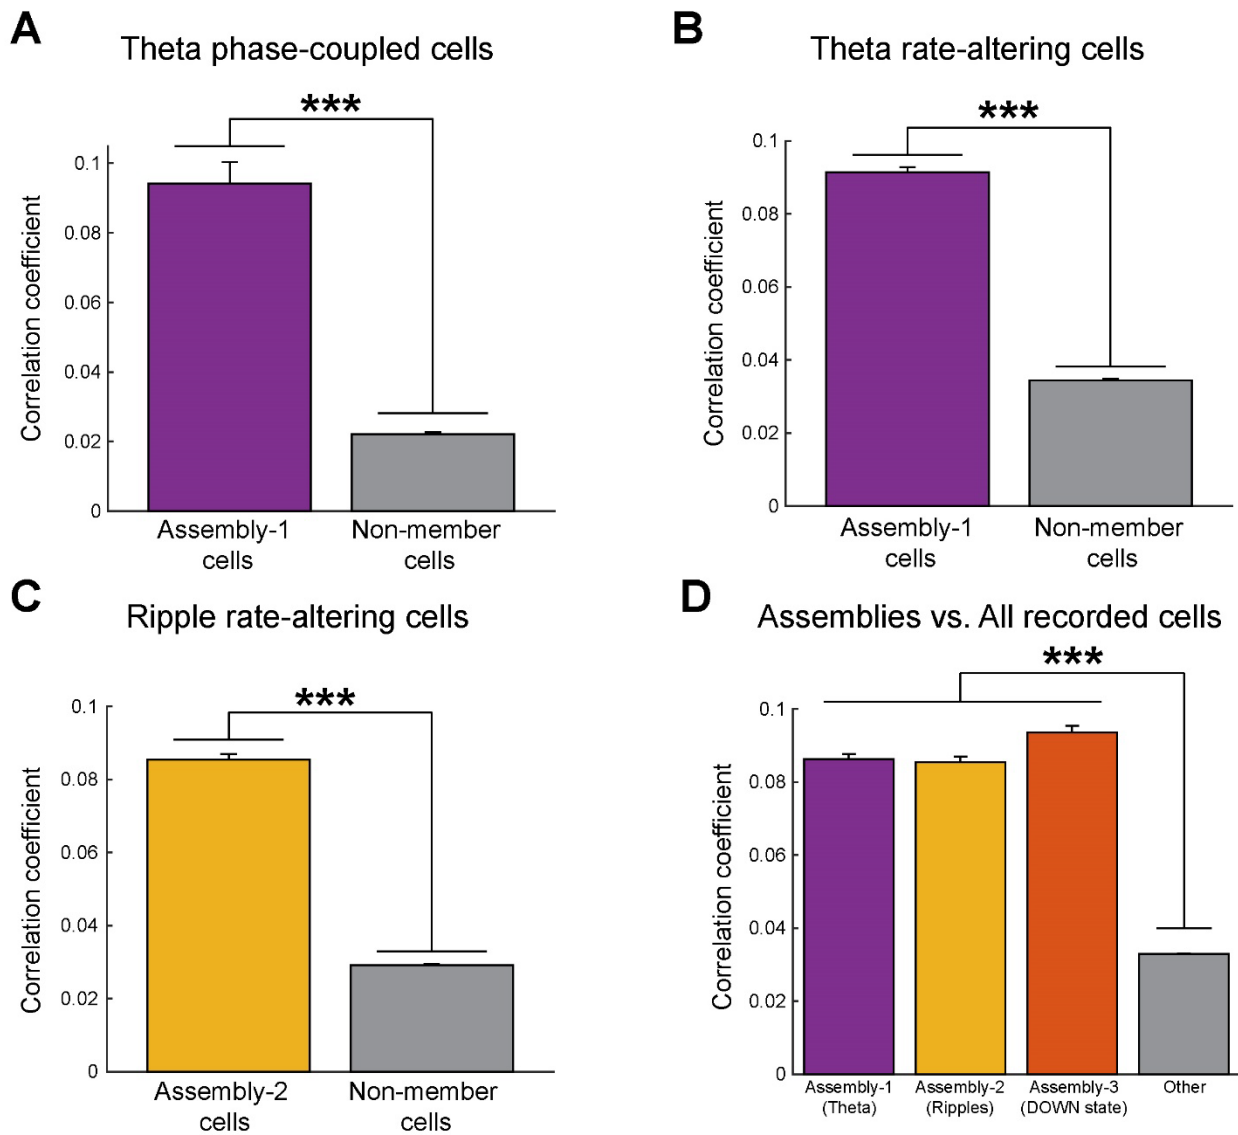 A
Theta phase-coupled cells
***
0.1
0.08
0.06
0.04
0.02
0
Correlation coefficient
Assembly-1
cells
Non-member
cells
B
Theta rate-altering cells
***
0.1
0.08
0.06
0.04
0.02
0
Correlation coefficient
Assembly-1
cells
Non-member
cells
C
Ripple rate-altering cells
***
0.1
0.08
0.06
0.04
0.02
0
Correlation coefficient
Assembly-2
cells
Non-member
cells
D
Assemblies vs. All recorded cells
***
0.1
0.08
0.06
0.04
0.02
0
Correlation coefficient
Assembly-1
(Theta)
Assembly-2
(Ripples)
Assembly-3
(DOWN state)
Other